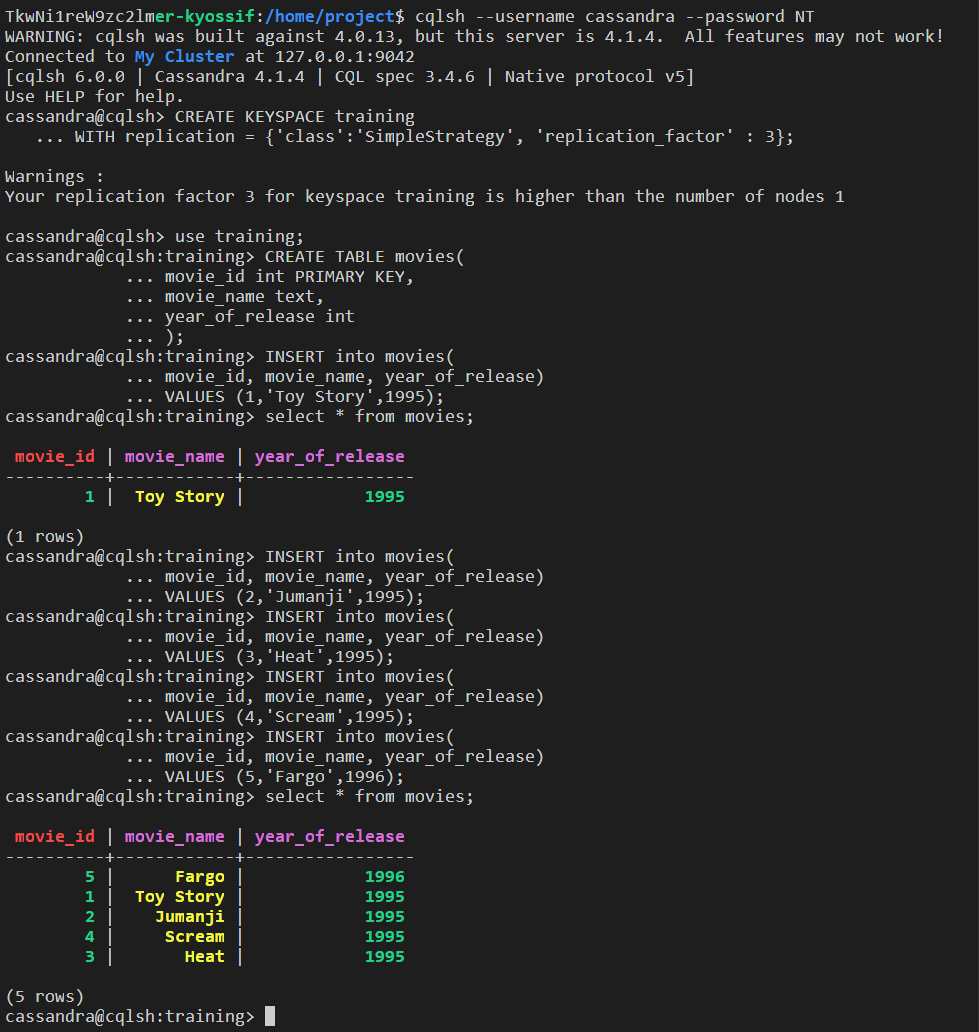 TkwNi1reW9zc2lmer-kyossif:/home/project$ cqlsh --username cassandra --password NT
WARNING: cqlsh was built against 4.0.13, but this server is 4.1.4.  All features may not work!
Connected to My Cluster at 127.0.0.1:9042
[cqlsh 6.0.0 | Cassandra 4.1.4 | CQL spec 3.4.6 | Native protocol v5]
Use HELP for help.
cassandra@cqlsh> CREATE KEYSPACE training
   ... WITH replication = {'class':'SimpleStrategy', 'replication_factor' : 3};

Warnings :
Your replication factor 3 for keyspace training is higher than the number of nodes 1

cassandra@cqlsh> use training;
cassandra@cqlsh:training> CREATE TABLE movies(
            ... movie_id int PRIMARY KEY,
            ... movie_name text,
            ... year_of_release int
            ... );
cassandra@cqlsh:training> INSERT into movies(
            ... movie_id, movie_name, year_of_release)
            ... VALUES (1,'Toy Story',1995);
cassandra@cqlsh:training> select * from movies;

 movie_id | movie_name | year_of_release
----------+------------+-----------------
        1 |  Toy Story |            1995

(1 rows)
cassandra@cqlsh:training> INSERT into movies(
            ... movie_id, movie_name, year_of_release)
            ... VALUES (2,'Jumanji',1995);
cassandra@cqlsh:training> INSERT into movies(
            ... movie_id, movie_name, year_of_release)
            ... VALUES (3,'Heat',1995);
cassandra@cqlsh:training> INSERT into movies(
            ... movie_id, movie_name, year_of_release)
            ... VALUES (4,'Scream',1995);
cassandra@cqlsh:training> INSERT into movies(
            ... movie_id, movie_name, year_of_release)
            ... VALUES (5,'Fargo',1996);
cassandra@cqlsh:training> select * from movies;

 movie_id | movie_name | year_of_release
----------+------------+-----------------
        5 |      Fargo |            1996
        1 |  Toy Story |            1995
        2 |    Jumanji |            1995
        4 |     Scream |            1995
        3 |       Heat |            1995

(5 rows)
cassandra@cqlsh:training>